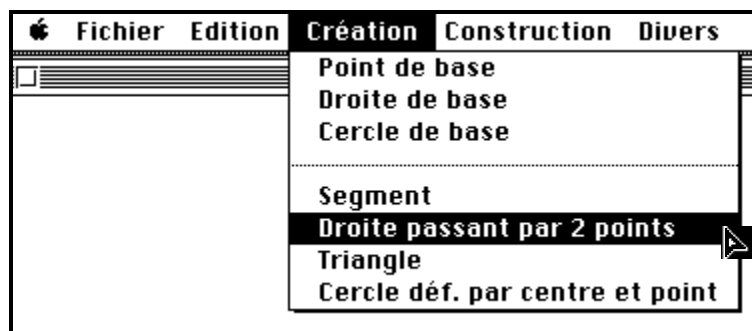 Fichier Edition Création Construction Divers
Point de base
Droite de base
Cercle de base
Segment
Droite passant par 2 points
Triangle
Cercle déf. par centre et point